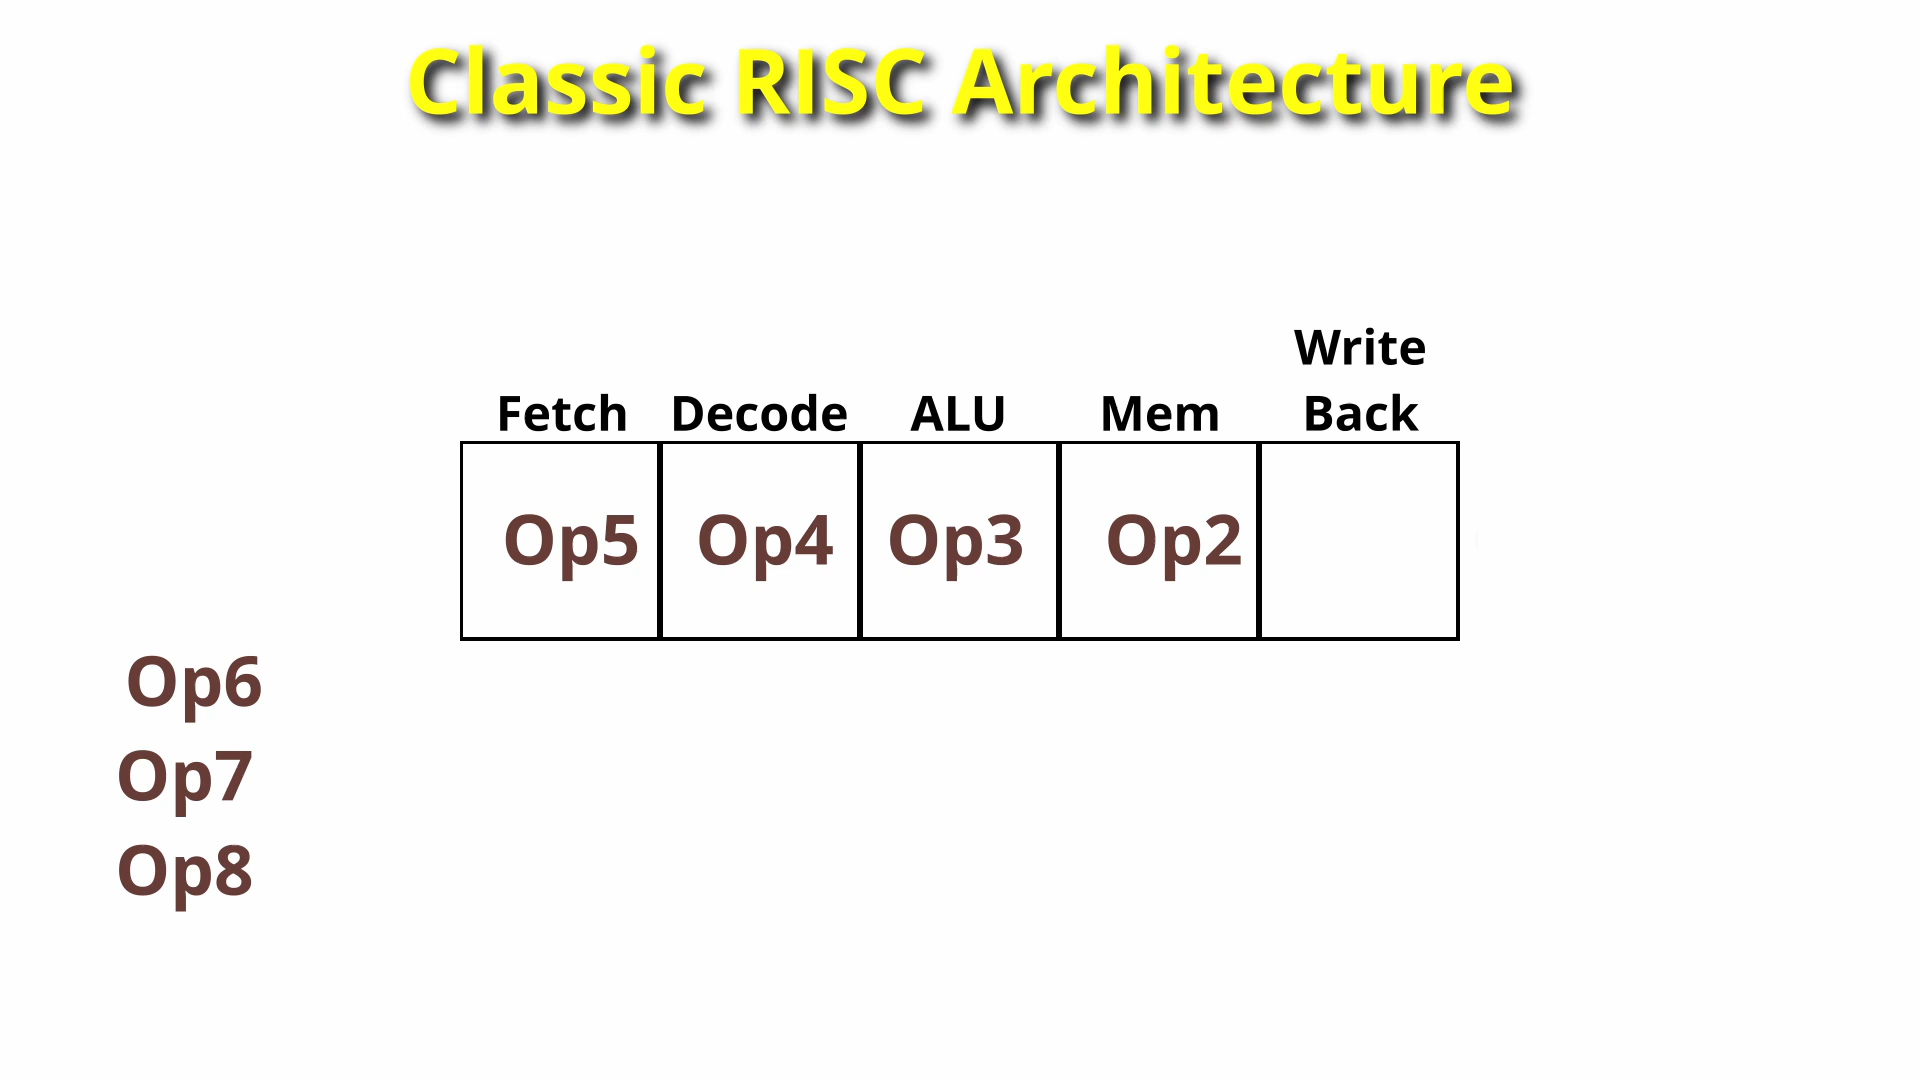 Classic RISC Architecture
Write
Fetch Decode ALU Mem Back
Op5 Op4 Op3 Op2
Op6
Op7
Op8